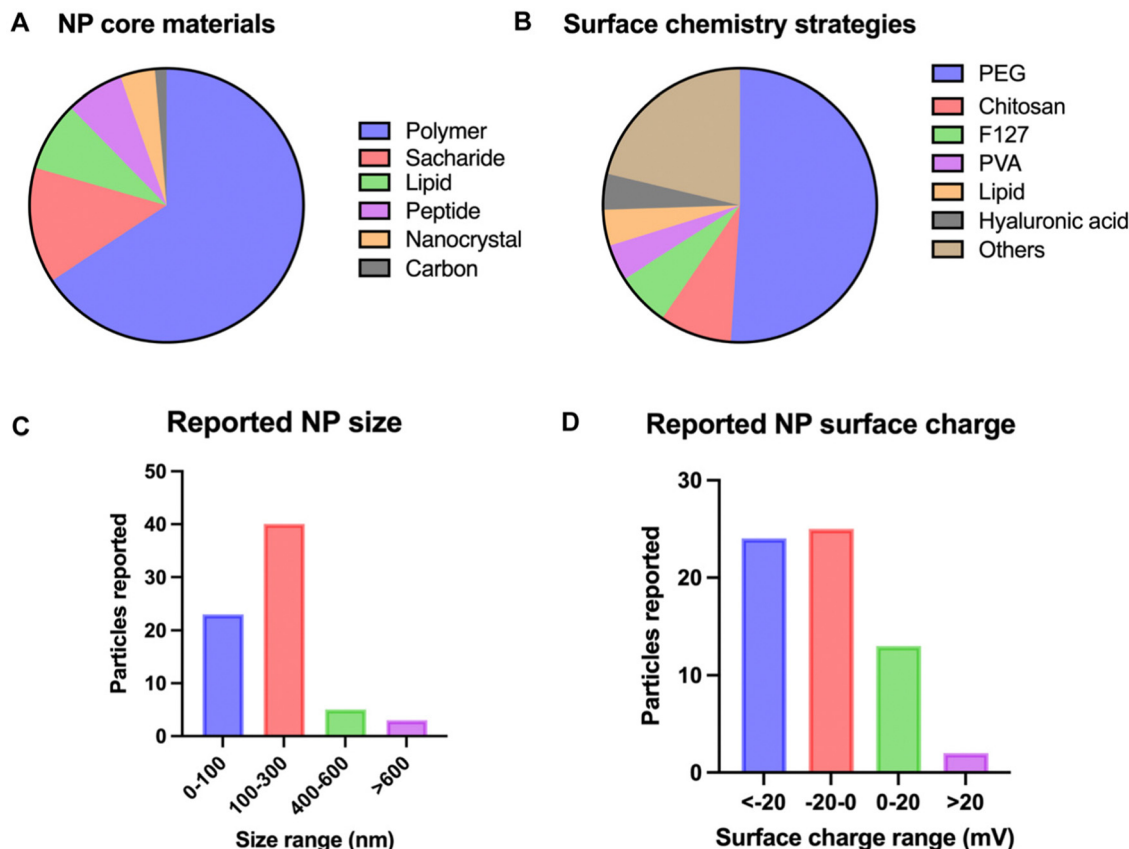 A NP core materials
Polymer
Sacharide
Lipid
Peptide
Nanocrystal
Carbon
B Surface chemistry strategies
PEG
Chitosan
F127
PVA
Lipid
Hyaluronic acid
Others
C Reported NP size
Particles reported
50
40
30
20
10
0
0-100
100-300
400-600
>600
Size range (nm)
D Reported NP surface charge
Particles reported
30
20
10
0
<-20
-20-0
0-20
>20
Surface charge range (mV)